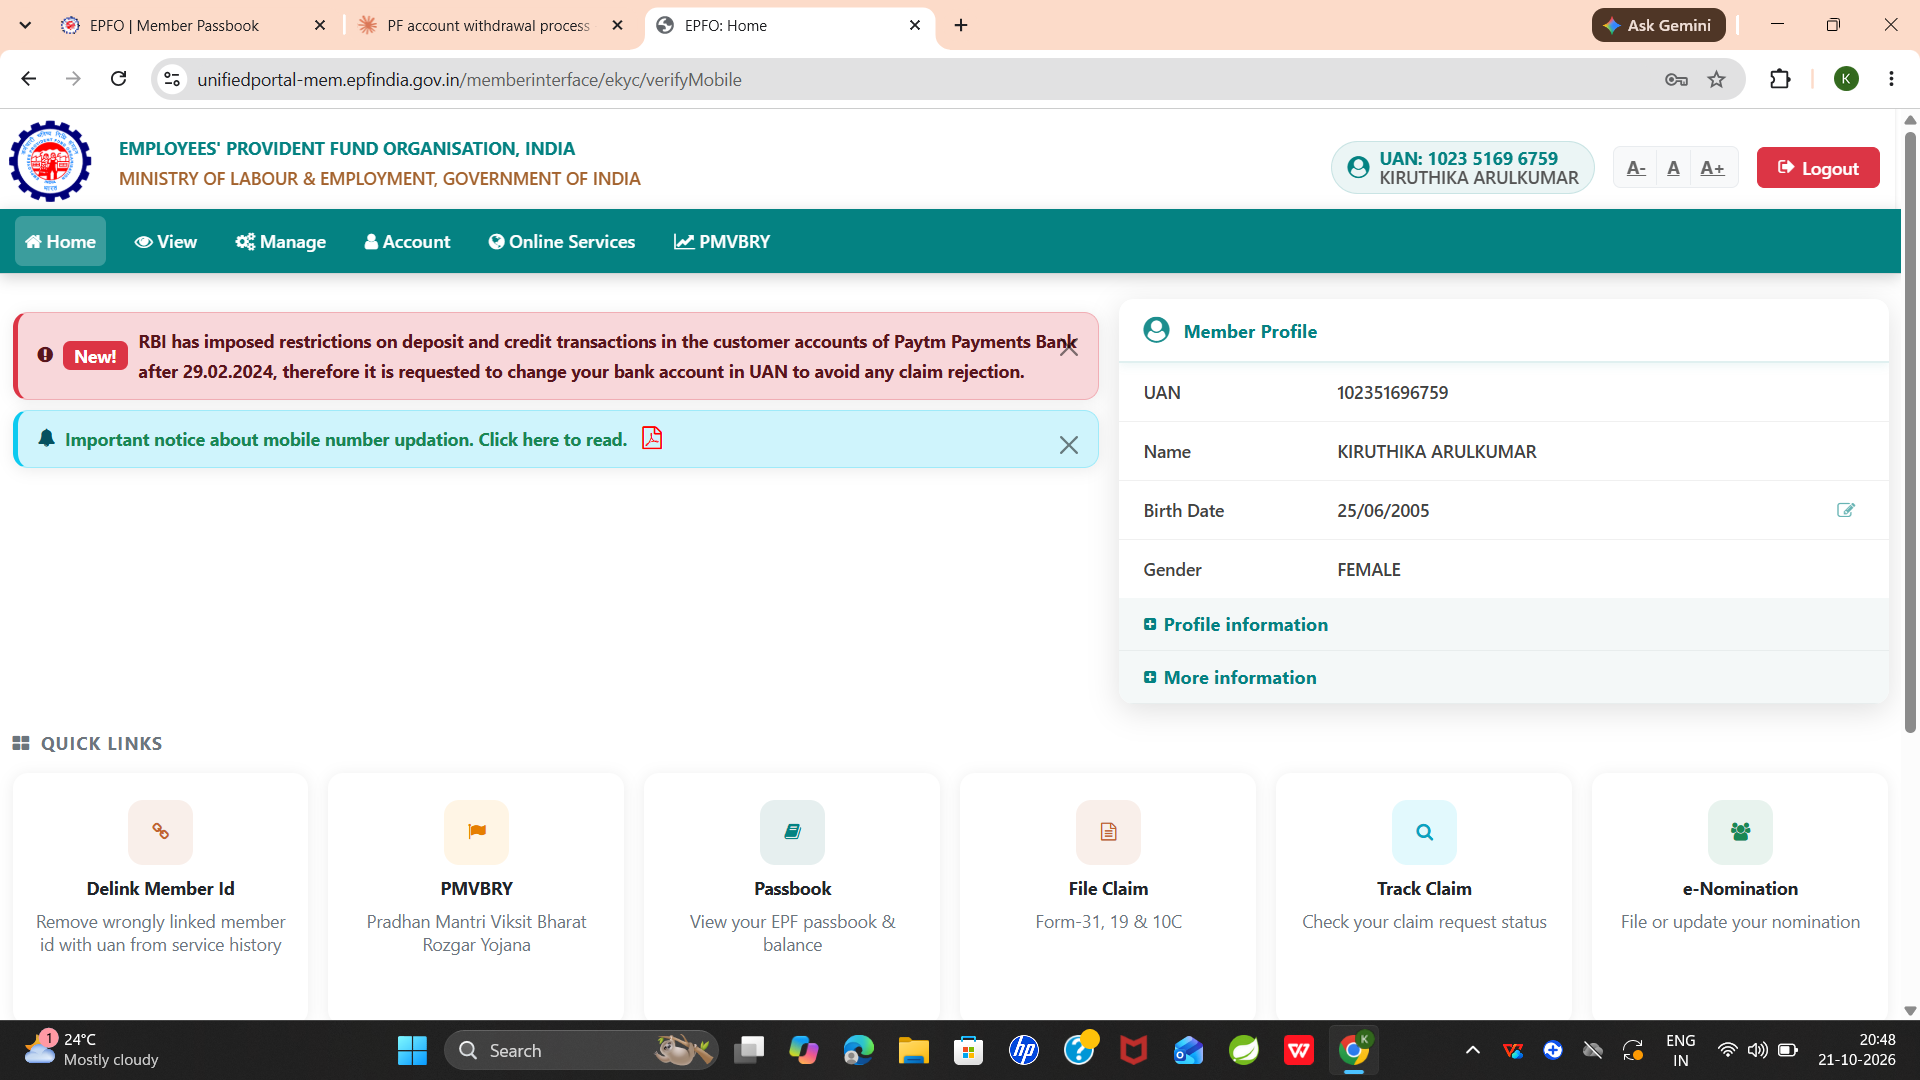 EPFO | Member Passbook
PF account withdrawal process
EPFO: Home
Ask Gemini
unifiedportal-mem.epfindia.gov.in/memberinterface/ekyc/verifyMobile
K
EMPLOYEES' PROVIDENT FUND ORGANISATION, INDIA
MINISTRY OF LABOUR & EMPLOYMENT, GOVERNMENT OF INDIA
UAN: 1023 5169 6759
KIRUTHIKA ARULKUMAR
A-
A
A+
Logout
Home
View
Manage
Account
Online Services
PMVBRY
New!
RBI has imposed restrictions on deposit and credit transactions in the customer accounts of Paytm Payments Bank
after 29.02.2024, therefore it is requested to change your bank account in UAN to avoid any claim rejection.
Important notice about mobile number updation. Click here to read.
Member Profile
UAN 102351696759
Name KIRUTHIKA ARULKUMAR
Birth Date 25/06/2005
Gender FEMALE
Profile information
More information
QUICK LINKS
Delink Member Id
Remove wrongly linked member
id with uan from service history
PMVBRY
Pradhan Mantri Viksit Bharat
Rozgar Yojana
Passbook
View your EPF passbook &
balance
File Claim
Form-31, 19 & 10C
Track Claim
Check your claim request status
e-Nomination
File or update your nomination
1
24°C
Mostly cloudy
Search
hp
K
ENG
IN
20:48
21-10-2026